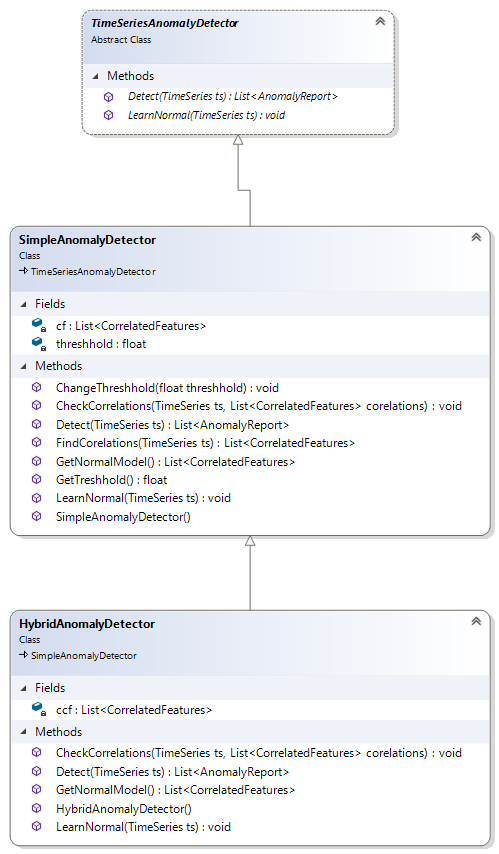 TimeSeriesAnomalyDetector
Abstract Class
Methods
Detect(TimeSeries ts) : List<AnomalyReport>
LearnNormal(TimeSeries ts) : void
SimpleAnomalyDetector
Class
TimeSeriesAnomalyDetector
Fields
cf : List<CorrelatedFeatures>
threshhold : float
Methods
ChangeThreshhold(float threshhold) : void
CheckCorrelations(TimeSeries ts, List<CorrelatedFeatures> corelations) : void
Detect(TimeSeries ts) : List<AnomalyReport>
FindCorelations(TimeSeries ts) : List<CorrelatedFeatures>
GetNormalModel() : List<CorrelatedFeatures>
GetTreshhold() : float
LearnNormal(TimeSeries ts) : void
SimpleAnomalyDetector()
HybridAnomalyDetector
Class
SimpleAnomalyDetector
Fields
ccf : List<CorrelatedFeatures>
Methods
CheckCorrelations(TimeSeries ts, List<CorrelatedFeatures> corelations) : void
Detect(TimeSeries ts) : List<AnomalyReport>
GetNormalModel() : List<CorrelatedFeatures>
HybridAnomalyDetector()
LearnNormal(TimeSeries ts) : void